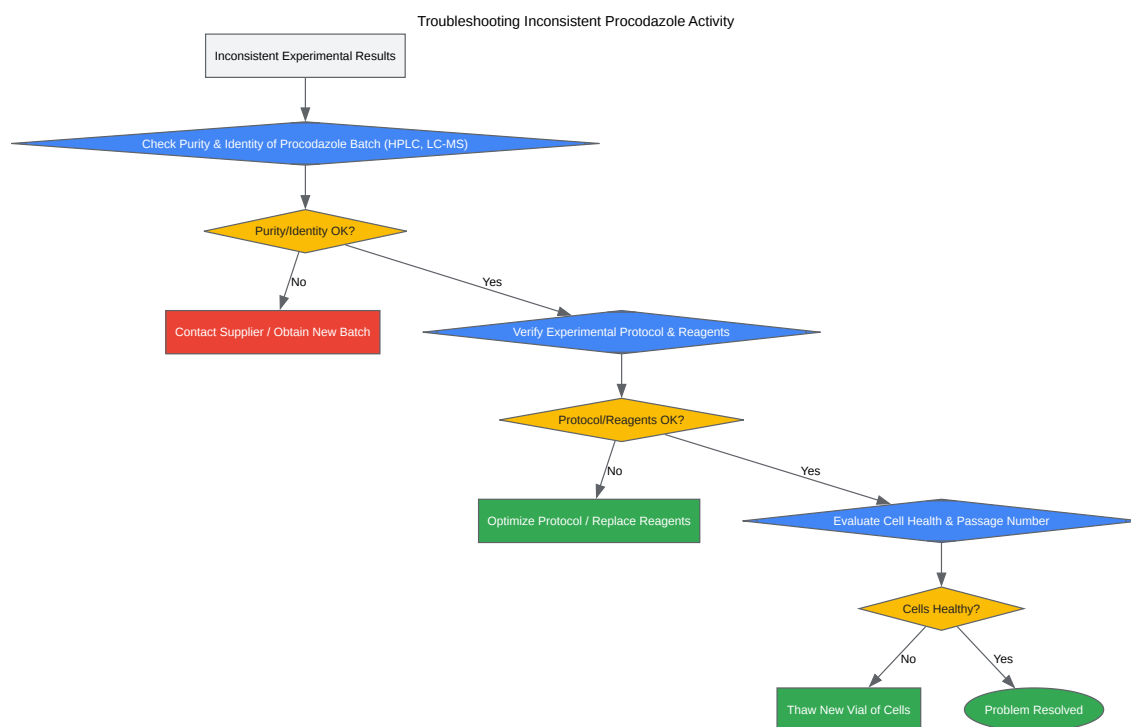 Troubleshooting Inconsistent Procodazole Activity
Inconsistent Experimental Results
Check Purity & Identity of Procodazole Batch (HPLC, LC-MS)
Purity/Identity OK?
No
Yes
Contact Supplier / Obtain New Batch
Verify Experimental Protocol & Reagents
Protocol/Reagents OK?
No
Yes
Optimize Protocol / Replace Reagents
Evaluate Cell Health & Passage Number
Cells Healthy?
No
Yes
Thaw New Vial of Cells
Problem Resolved